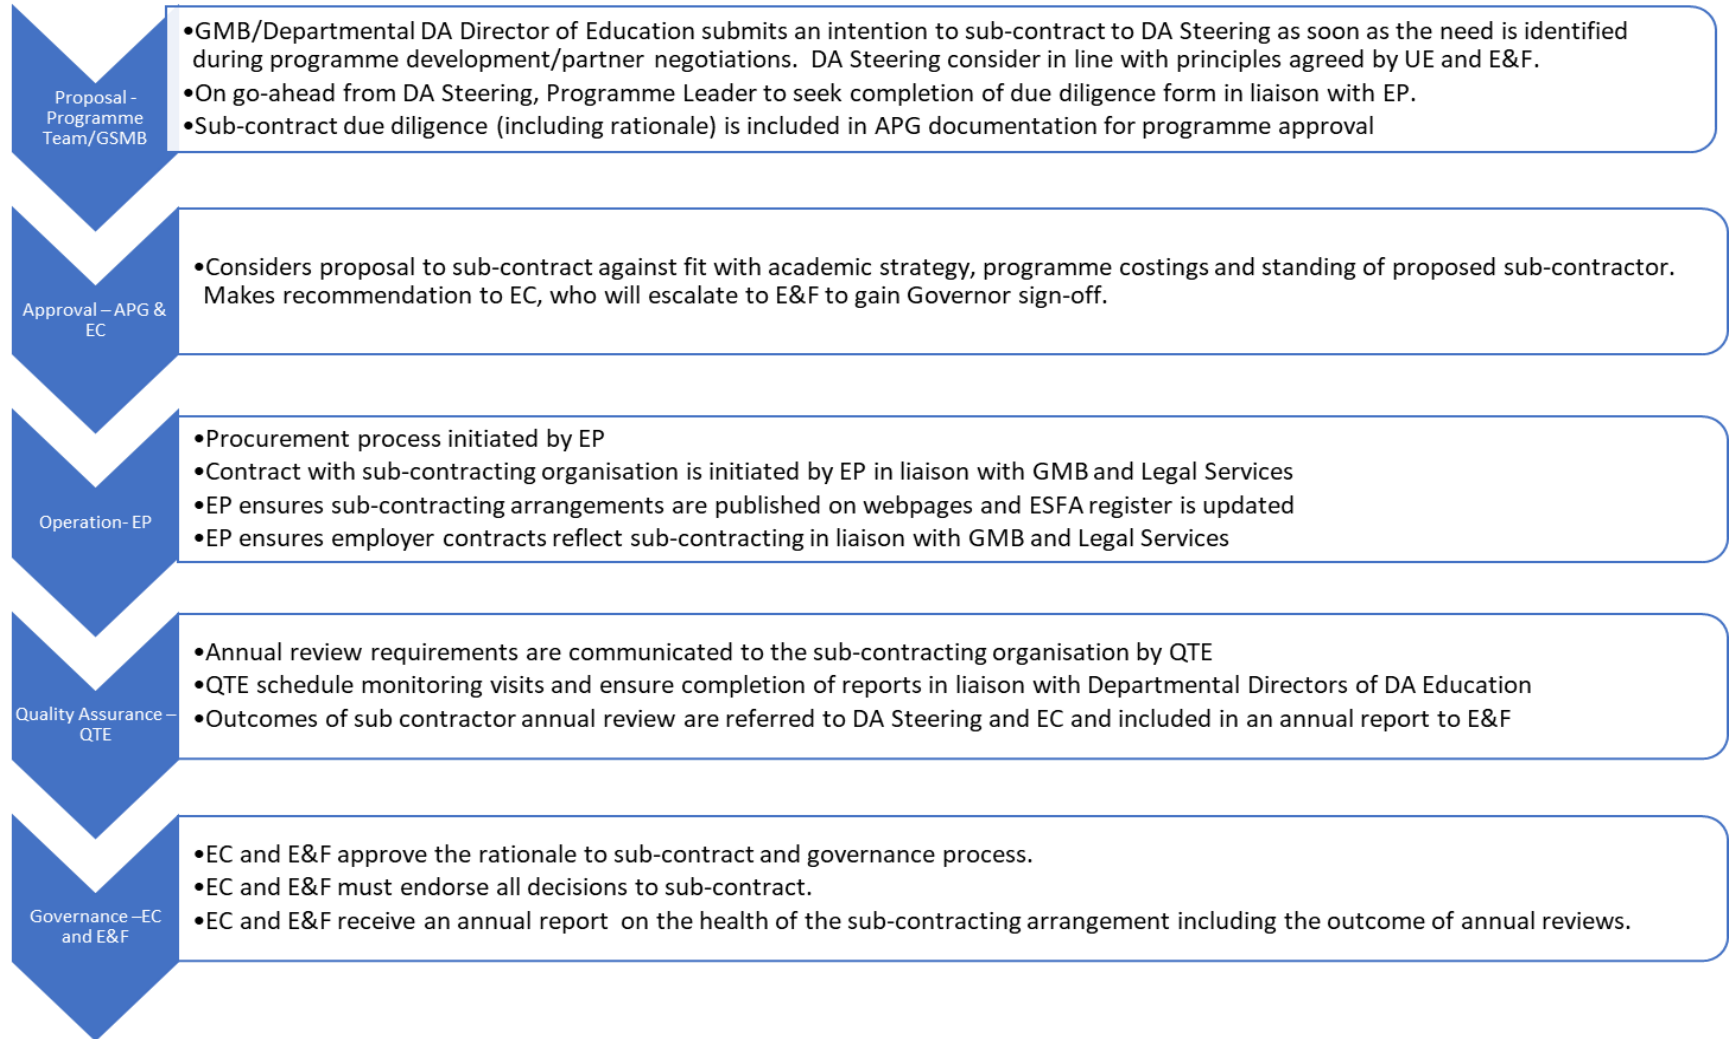 Proposal -
Programme
Team/GSMB
•GMB/Departmental DA Director of Education submits an intention to sub-contract to DA Steering as soon as the need is identified
during programme development/partner negotiations.  DA Steering consider in line with principles agreed by UE and E&F.
•On go-ahead from DA Steering, Programme Leader to seek completion of due diligence form in liaison with EP.
•Sub-contract due diligence (including rationale) is included in APG documentation for programme approval
Approval – APG &
EC
•Considers proposal to sub-contract against fit with academic strategy, programme costings and standing of proposed sub-contractor.
Makes recommendation to EC, who will escalate to E&F to gain Governor sign-off.
Operation- EP
•Procurement process initiated by EP
•Contract with sub-contracting organisation is initiated by EP in liaison with GMB and Legal Services
•EP ensures sub-contracting arrangements are published on webpages and ESFA register is updated
•EP ensures employer contracts reflect sub-contracting in liaison with GMB and Legal Services
Quality Assurance –
QTE
•Annual review requirements are communicated to the sub-contracting organisation by QTE
•QTE schedule monitoring visits and ensure completion of reports in liaison with Departmental Directors of DA Education
•Outcomes of sub contractor annual review are referred to DA Steering and EC and included in an annual report to E&F
Governance –EC
and E&F
•EC and E&F approve the rationale to sub-contract and governance process.
•EC and E&F must endorse all decisions to sub-contract.
•EC and E&F receive an annual report  on the health of the sub-contracting arrangement including the outcome of annual reviews.